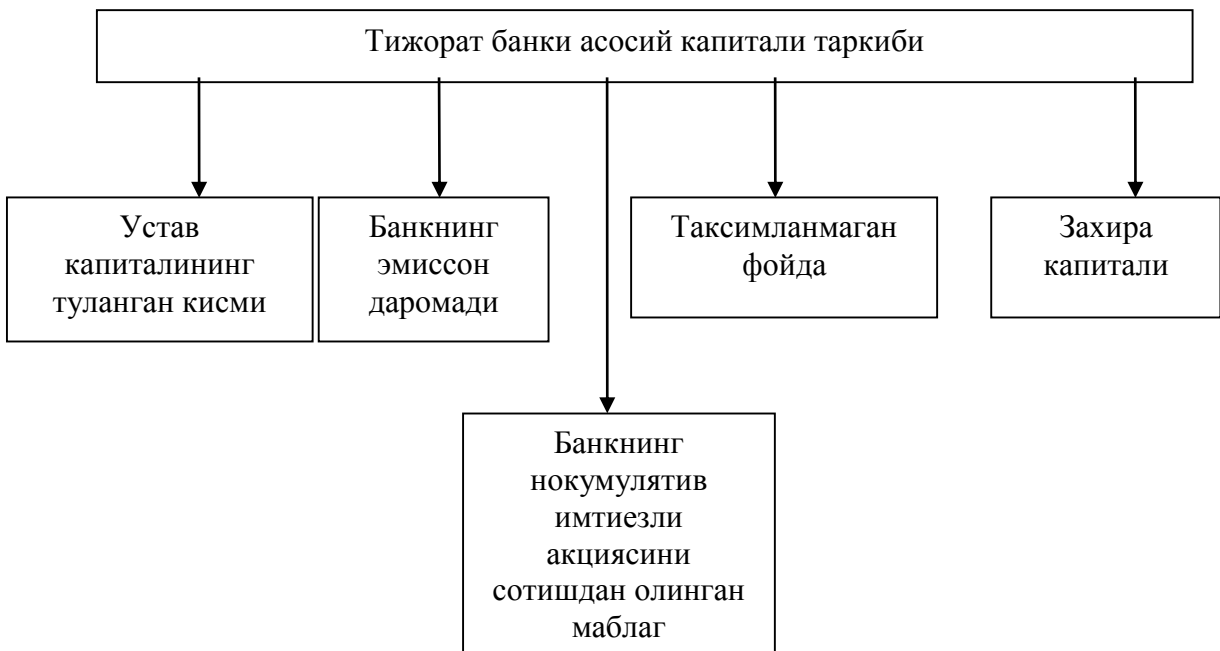 Тижорат банки асосий капитали таркиби
Устав
капиталининг
туланган кисми
Банкнинг
эмиссон
даромади
Таксимланмаган
фойда
Захира
капитали
Банкнинг
нокумулятив
имтиезли
акциясини
сотишдан олинган
маблаг